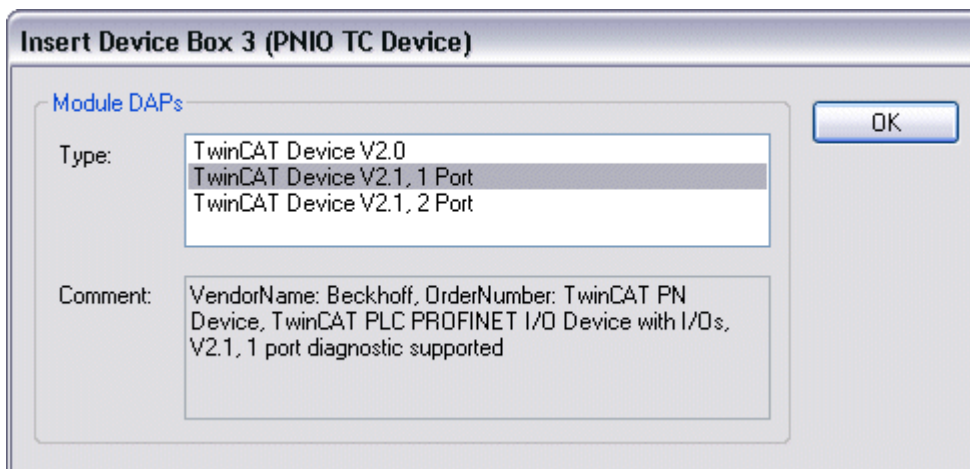 Insert Device Box 3 (PNIO TC Device)
Module DAPs
OK
Type:
TwinCAT Device V2.0
TwinCAT Device V2.1, 1 Port
TwinCAT Device V2.1, 2 Port
Comment:
VendorName: Beckhoff, OrderNumber: TwinCAT PN
Device, TwinCAT PLC PROFINET I/O Device with I/Os,
V2.1, 1 port diagnostic supported